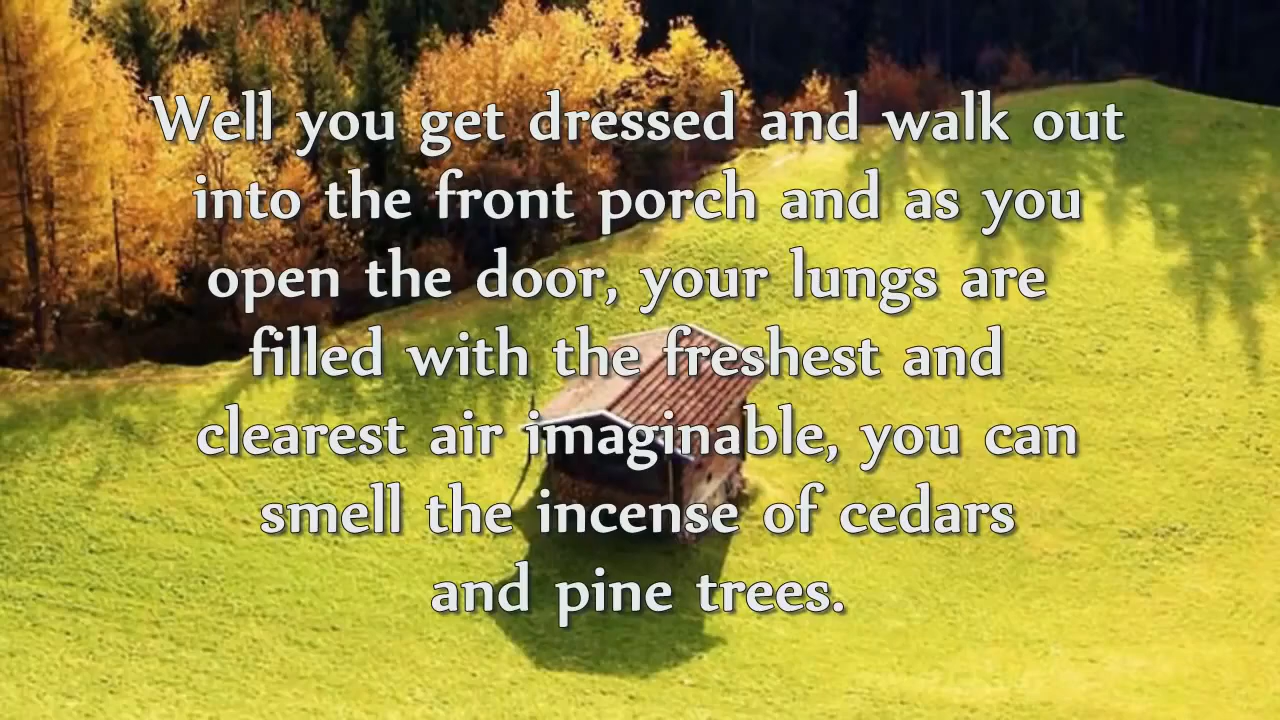 Well you get dressed and walk out
into the front porch and as you
open the door, your lungs are
filled with the freshest and
clearest air imaginable, you can
smell the incense of cedars
and pine trees.